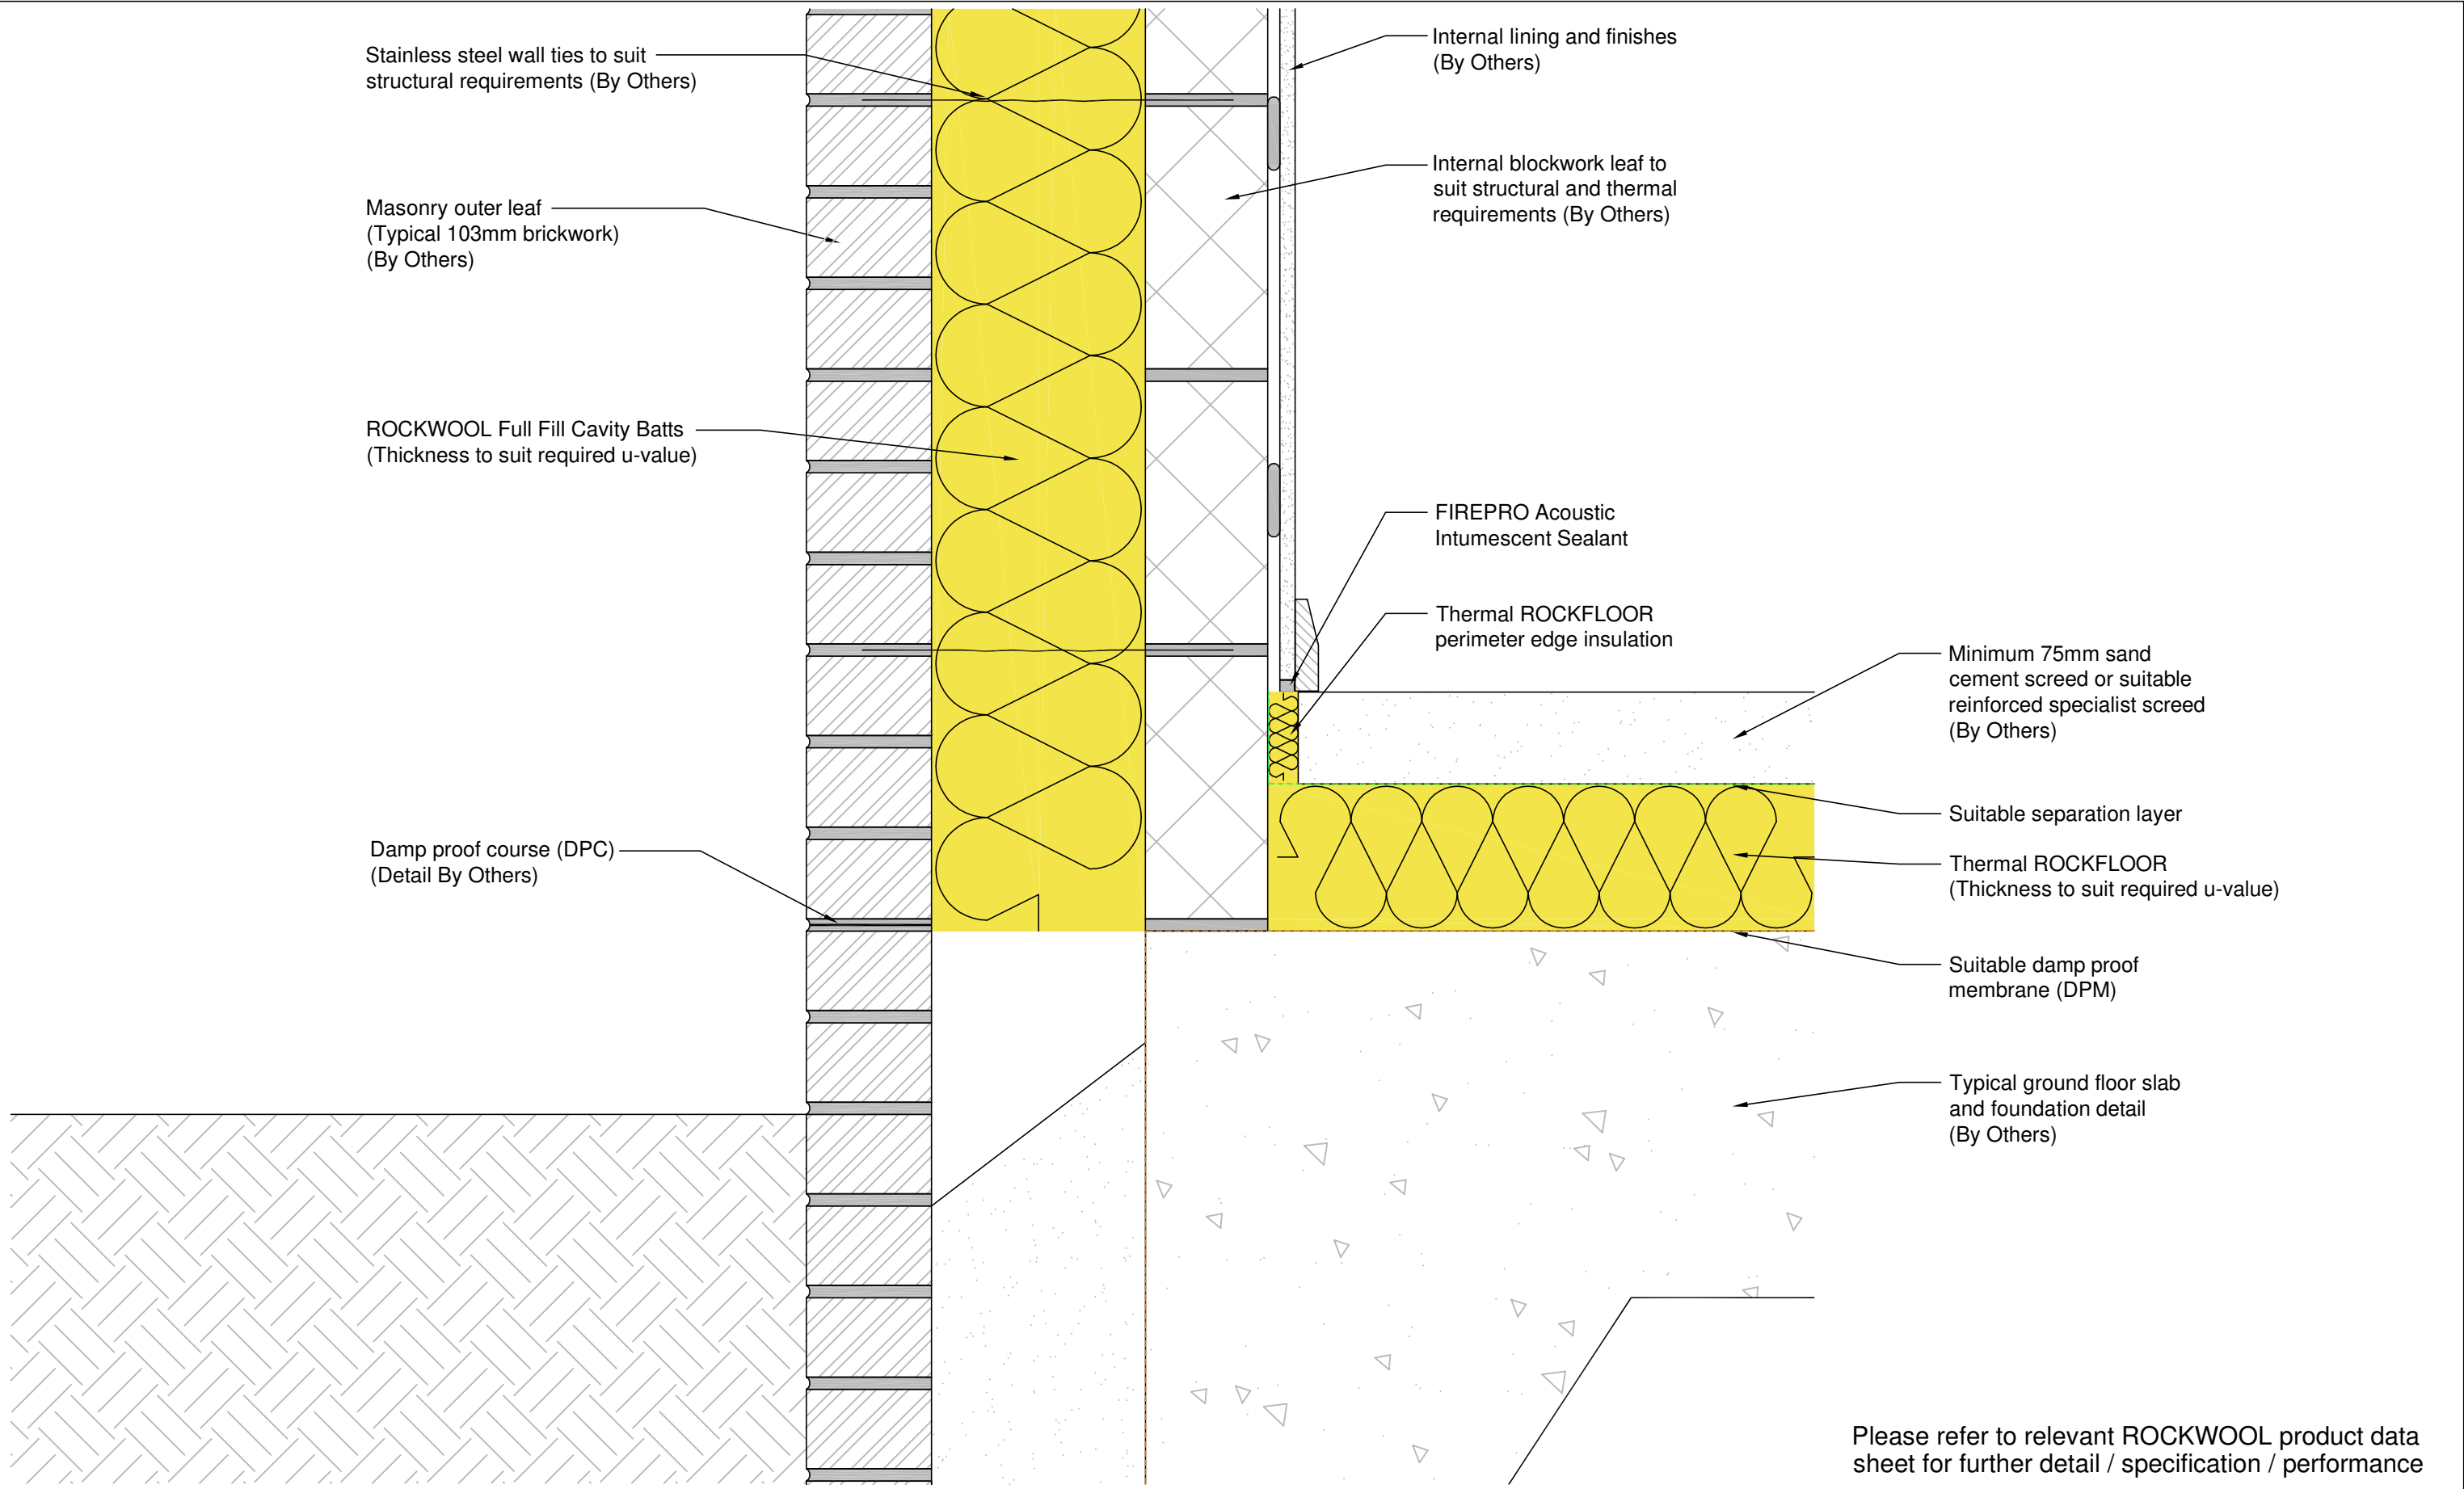 Stainless steel wall ties to suit
structural requirements (By Others)
Masonry outer leaf
(Typical 103mm brickwork)
(By Others)
ROCKWOOL Full Fill Cavity Batts
(Thickness to suit required u-value)
Damp proof course (DPC)
(Detail By Others)
Internal lining and finishes
(By Others)
Internal blockwork leaf to
suit structural and thermal
requirements (By Others)
FIREPRO Acoustic
Intumescent Sealant
Thermal ROCKFLOOR
perimeter edge insulation
Minimum 75mm sand
cement screed or suitable
reinforced specialist screed
(By Others)
Suitable separation layer
Thermal ROCKFLOOR
(Thickness to suit required u-value)
Suitable damp proof
membrane (DPM)
Typical ground floor slab
and foundation detail
(By Others)
Please refer to relevant ROCKWOOL product data
sheet for further detail / specification / performance